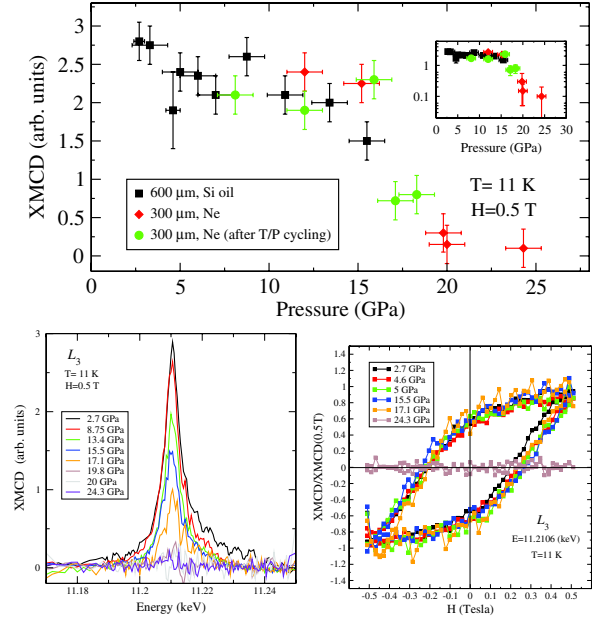 3
2.5
2
1.5
1
0.5
0
XMCD (arb. units)
0 5 10 15 20 25
Pressure (GPa)
600 μm, Si oil
300 μm, Ne
300 μm, Ne (after T/P cycling)
T= 11 K
H=0.5 T
1
0.1
0 5 10 15 20 25 30
Pressure (GPa)
3
2
1
0
XMCD (arb. units)
L3
T= 11 K
H=0.5 T
2.7 GPa
8.75 GPa
13.4 GPa
15.5 GPa
17.1 GPa
19.8 GPa
20 GPa
24.3 GPa
11.18 11.2 11.22 11.24
Energy (keV)
1.2
1
0.8
0.6
0.4
0.2
0
-0.2
-0.4
-0.6
-0.8
-1
XMCD/XMCD(0.5T)
2.7 GPa
4.6 GPa
5 GPa
15.5 GPa
17.1 GPa
24.3 GPa
L3
E=11.2106 (keV)
T=11 K
-0.5 -0.4 -0.3 -0.2 -0.1 0 0.1 0.2 0.3 0.4 0.5
H (Tesla)